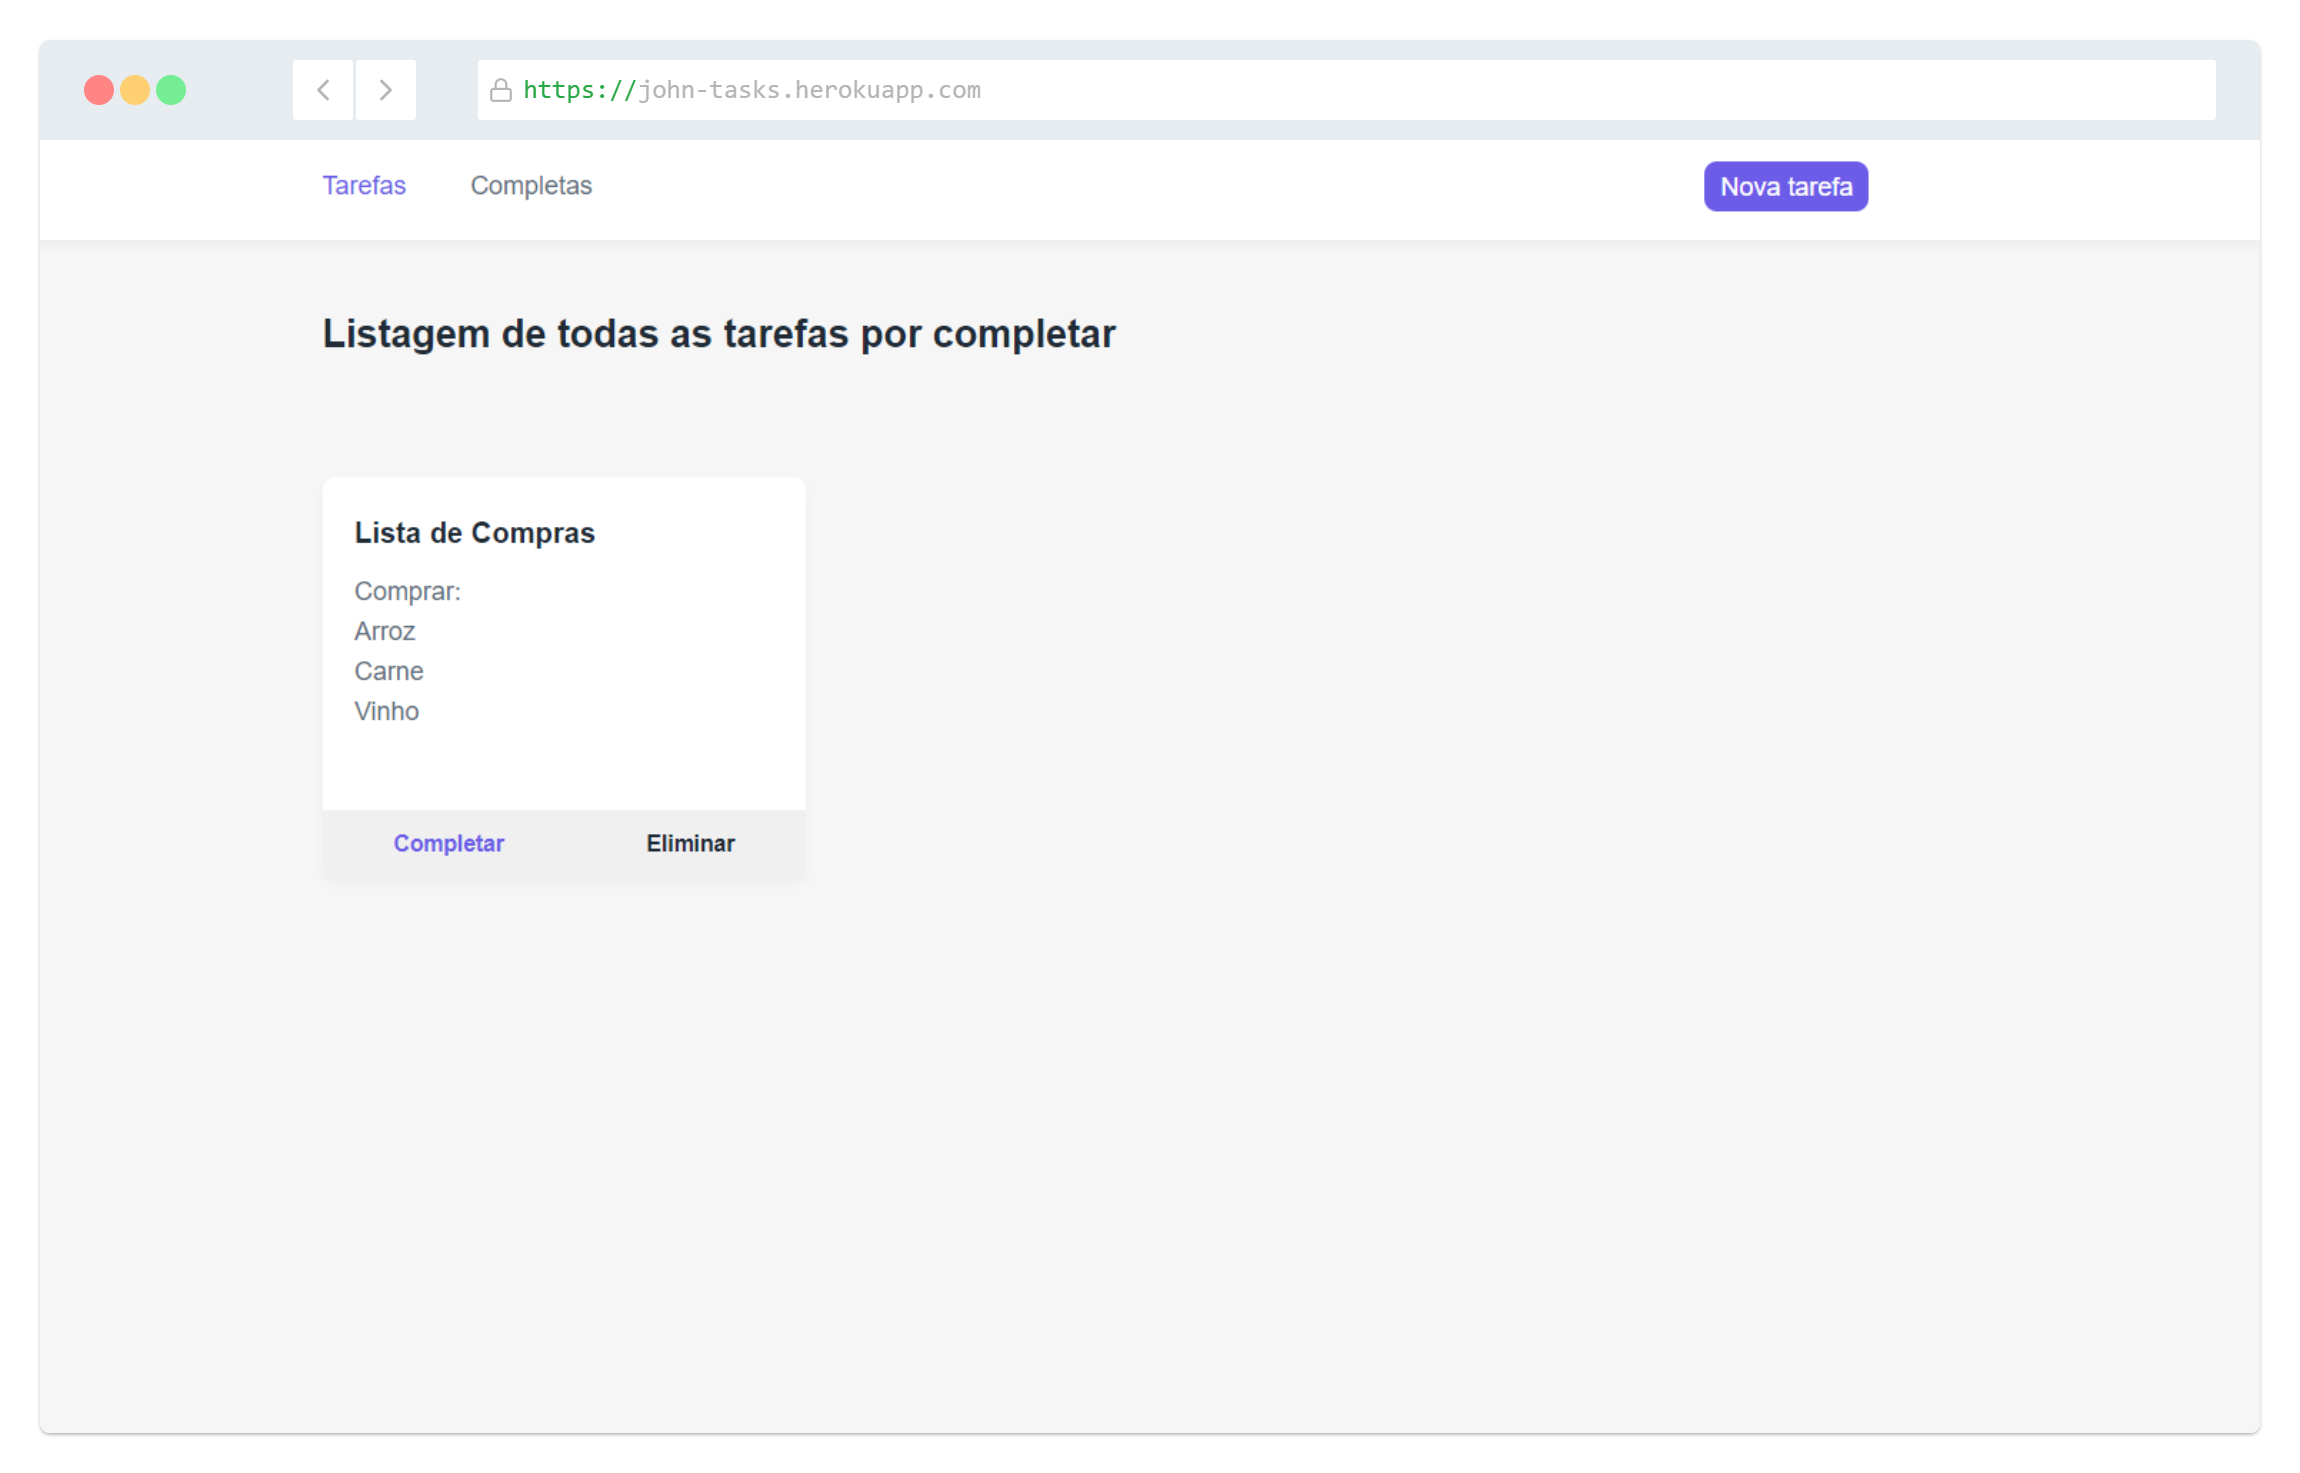 https://john-tasks.herokuapp.com
Tarefas Completas Nova tarefa
Listagem de todas as tarefas por completar
Lista de Compras
Comprar:
Arroz
Carne
Vinho
Completar Eliminar